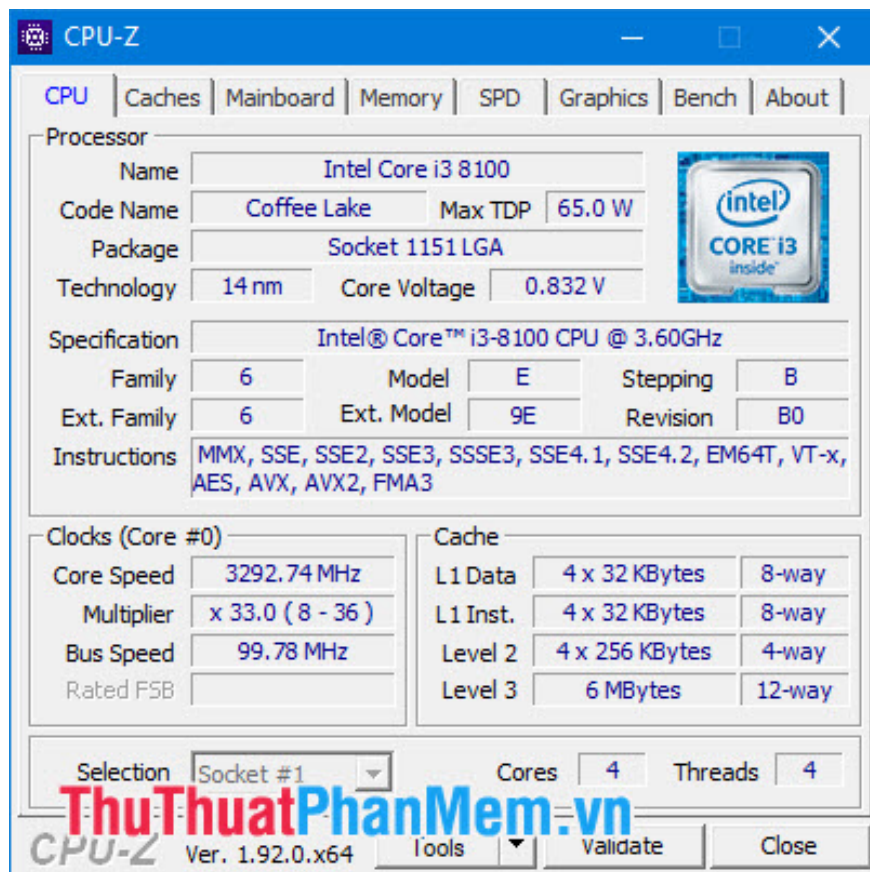 CPU-Z
CPU Caches Mainboard Memory SPD Graphics Bench About
Processor
Name Intel Core i3 8100
Code Name Coffee Lake Max TDP 65.0 W
Package Socket 1151 LGA
Technology 14 nm Core Voltage 0.832 V
intel
CORE i3
inside
Specification Intel® Core™ i3-8100 CPU @ 3.60GHz
Family 6 Model E Stepping B
Ext. Family 6 Ext. Model 9E Revision B0
Instructions MMX, SSE, SSE2, SSE3, SSSE3, SSE4.1, SSE4.2, EM64T, VT-x,
AES, AVX, AVX2, FMA3
Clocks (Core #0)
Core Speed 3292.74 MHz
Multiplier x 33.0 ( 8 - 36 )
Bus Speed 99.78 MHz
Rated FSB
Cache
L1 Data 4 x 32 KBytes 8-way
L1 Inst. 4 x 32 KBytes 8-way
Level 2 4 x 256 KBytes 4-way
Level 3 6 MBytes 12-way
Selection Socket #1 Cores 4 Threads 4
ThuThuatPhanMem.vn
CPU-Z Ver. 1.92.0.x64 Tools Validate Close